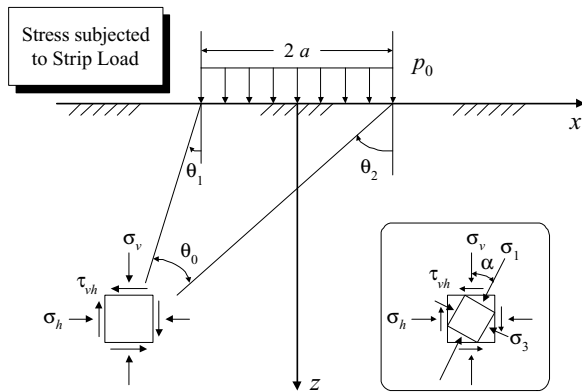 Stress subjected
to Strip Load
2 a
p₀
x
θ₁
θ₂
θ₀
σᵥ
τᵥₕ
σₕ
z
σᵥ
σ₁
α
τᵥₕ
σₕ
σ₃